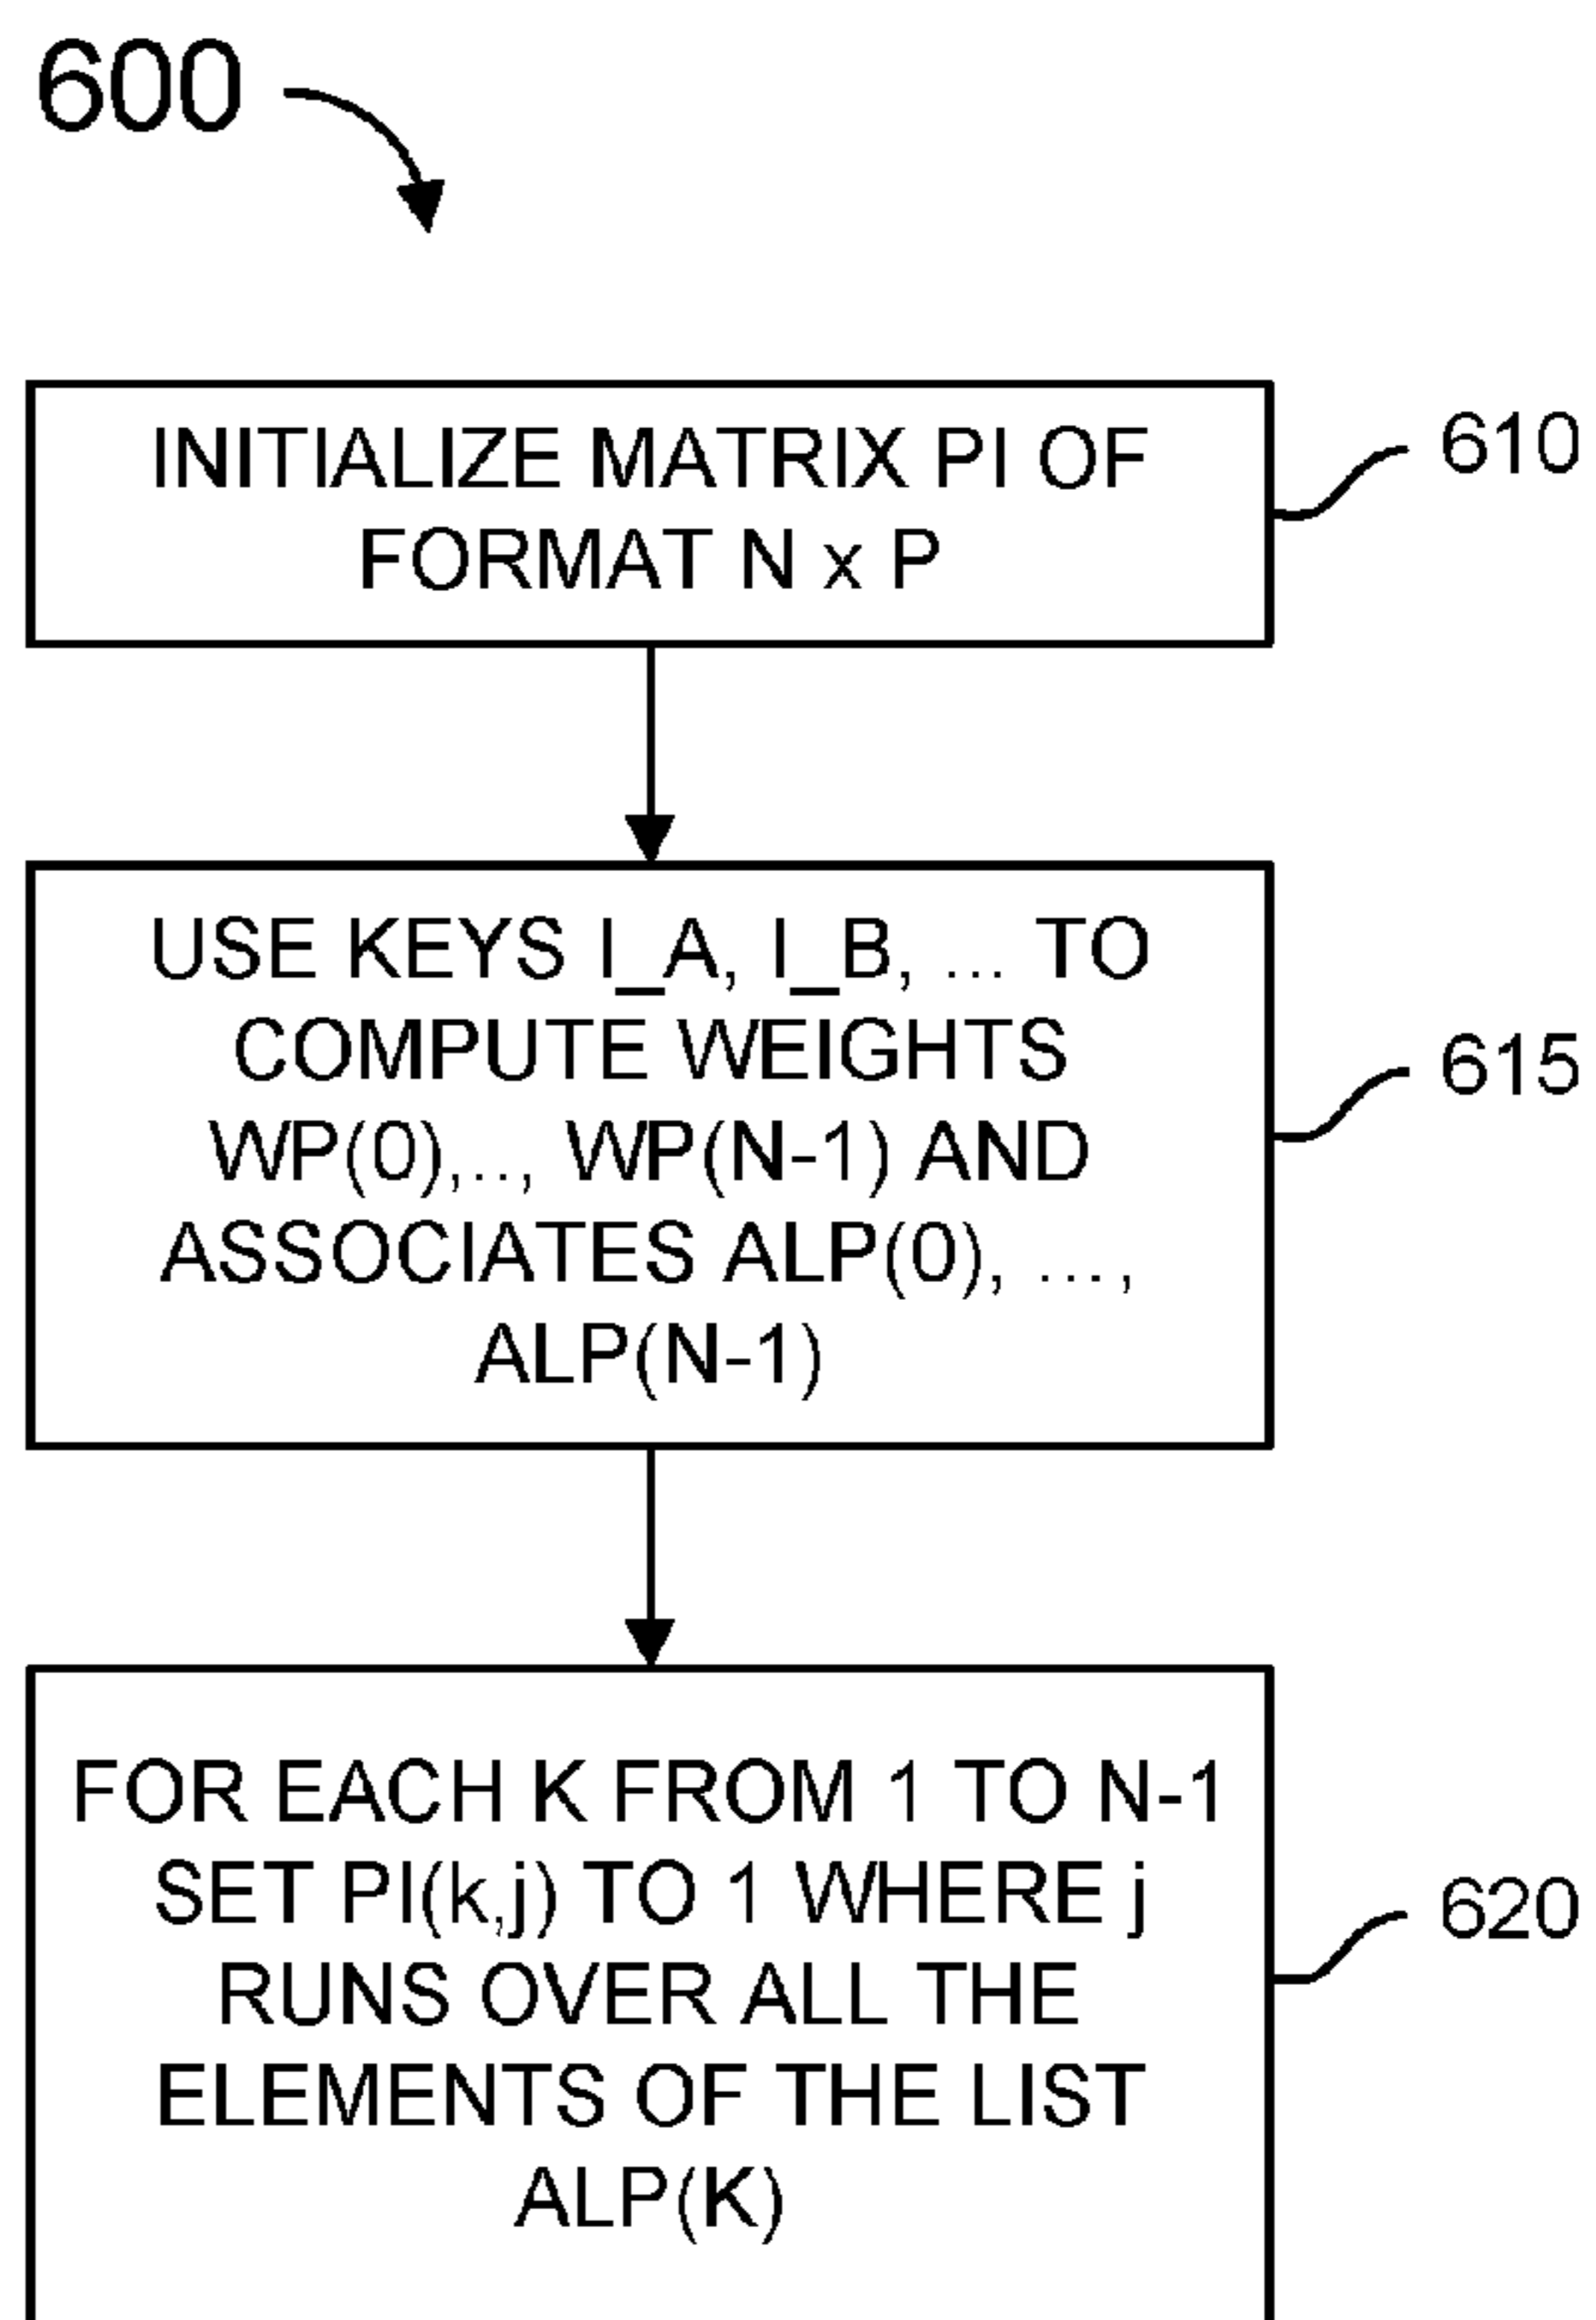 600
INITIALIZE MATRIX PI OF
FORMAT N x P
610
USE KEYS I_A, I_B, ... TO
COMPUTE WEIGHTS
WP(0),.., WP(N-1) AND
ASSOCIATES ALP(0), ...,
ALP(N-1)
615
FOR EACH K FROM 1 TO N-1
SET PI(k,j) TO 1 WHERE j
RUNS OVER ALL THE
ELEMENTS OF THE LIST
ALP(K)
620